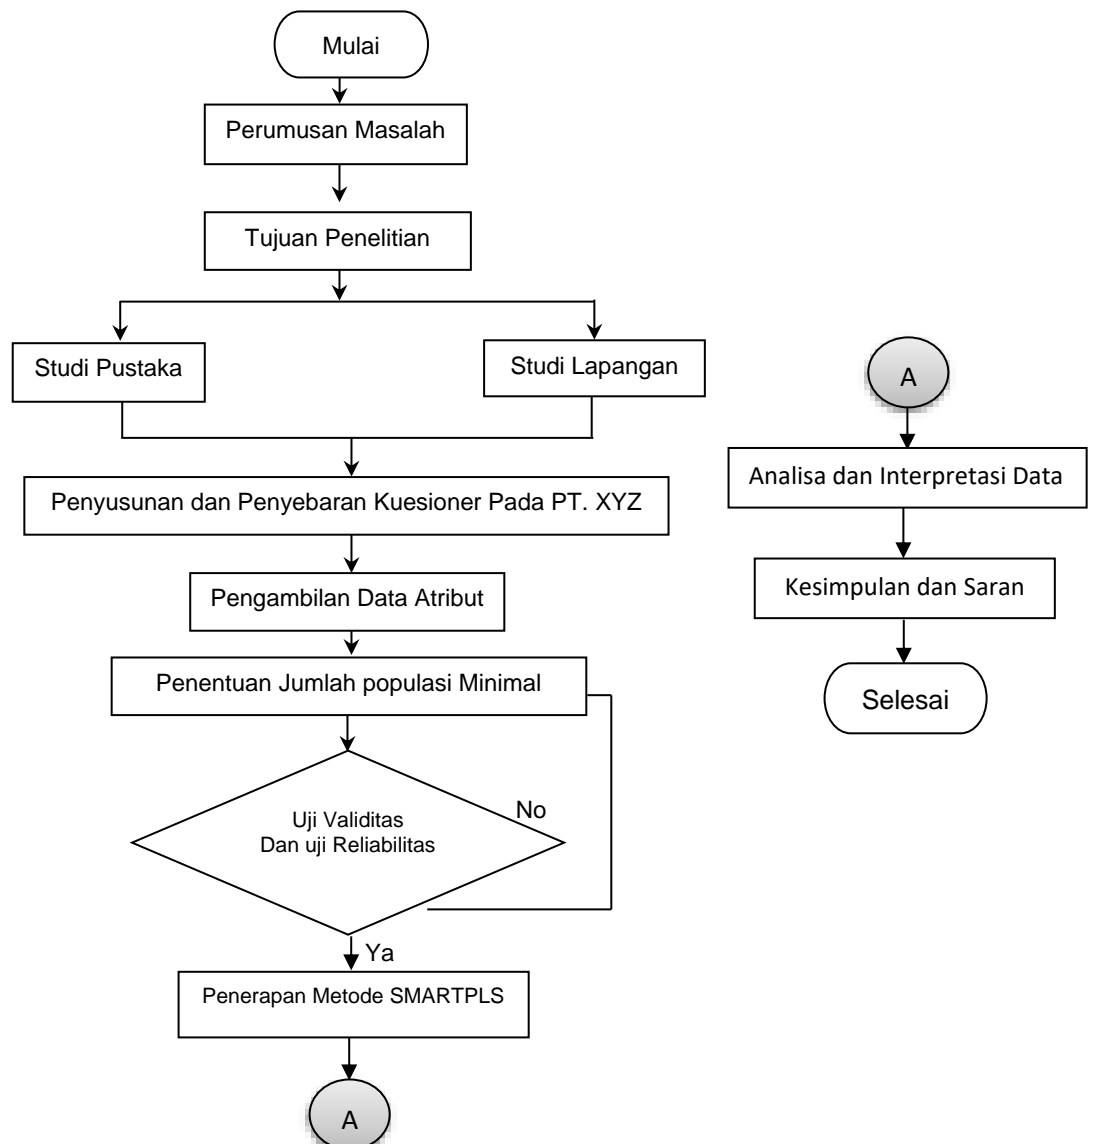 Mulai
Perumusan Masalah
Tujuan Penelitian
Studi Pustaka
Studi Lapangan
Penyusunan dan Penyebaran Kuesioner Pada PT. XYZ
Pengambilan Data Atribut
Penentuan Jumlah populasi Minimal
Uji Validitas
Dan uji Reliabilitas
No
Ya
Penerapan Metode SMARTPLS
A
A
Analisa dan Interpretasi Data
Kesimpulan dan Saran
Selesai